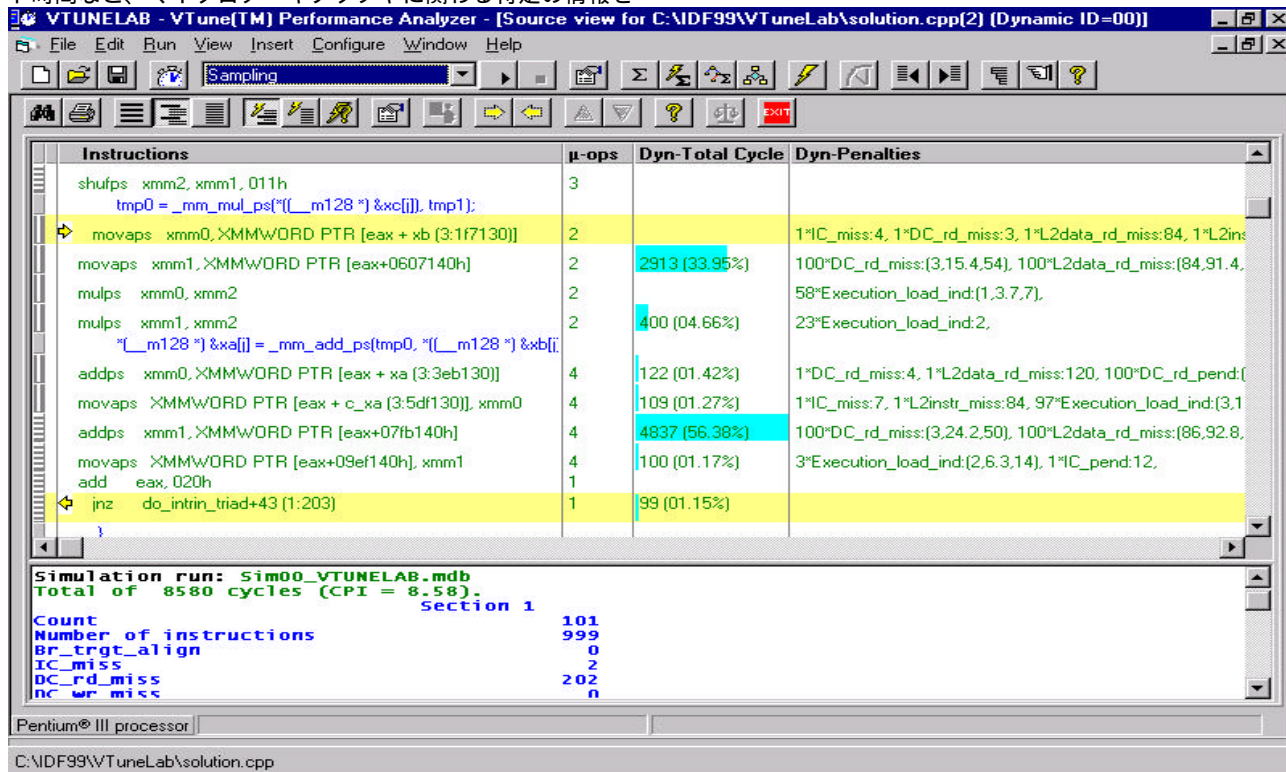 VTUNELAB - VTune(TM) Performance Analyzer - [Source view for C:\IDF99\VTuneLab\solution.cpp(2) (Dynamic ID=00)]
File Edit Run View Insert Configure Window Help
Sampling
EXIT
Instructions μ-ops Dyn-Total Cycle Dyn-Penalties
shufps xmm2, xmm1, 011h 3
tmp0 = _mm_mul_ps(*((__m128 *) &xc[j]), tmp1);
movaps xmm0, XMMWORD PTR [eax + xb (3:1f7130)] 2 1*IC_miss:4, 1*DC_rd_miss:3, 1*L2data_rd_miss:84, 1*L2ins
movaps xmm1, XMMWORD PTR [eax+0607140h] 2 2913 (33.95%) 100*DC_rd_miss:(3,15.4,54), 100*L2data_rd_miss:(84,91.4,
mulps xmm0, xmm2 2 58*Execution_load_ind:(1,3.7,7),
mulps xmm1, xmm2 2 400 (04.66%) 23*Execution_load_ind:2,
*(__m128 *) &xa[j] = _mm_add_ps(tmp0, *((__m128 *) &xb[j]
addps xmm0, XMMWORD PTR [eax + xa (3:3eb130)] 4 122 (01.42%) 1*DC_rd_miss:4, 1*L2data_rd_miss:120, 100*DC_rd_pend:(
movaps XMMWORD PTR [eax + c_xa (3:5df130)], xmm0 4 109 (01.27%) 1*IC_miss:7, 1*L2instr_miss:84, 97*Execution_load_ind:(3,1
addps xmm1, XMMWORD PTR [eax+07fb140h] 4 4837 (56.38%) 100*DC_rd_miss:(3,24.2,50), 100*L2data_rd_miss:(86,92.8,
movaps XMMWORD PTR [eax+09ef140h], xmm1 4 100 (01.17%) 3*Execution_load_ind:(2,6.3,14), 1*IC_pend:12,
add eax, 020h 1
jnz do_intrin_triad+43 (1:203) 1 99 (01.15%)
}
Simulation run: Sim00_VTUNELAB.mdb
Total of 8580 cycles (CPI = 8.58).
Section 1
Count 101
Number of instructions 999
Br_trgt_align 0
IC_miss 2
DC_rd_miss 202
DC_wr_miss 0
Pentium® III processor
C:\IDF99\VTuneLab\solution.cpp